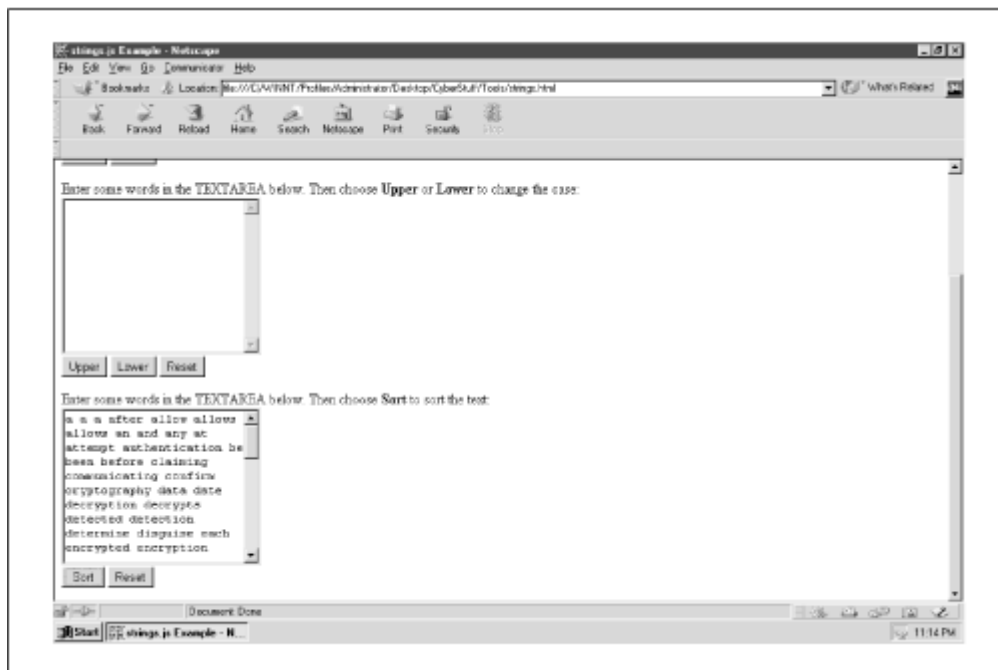 strings.js Example - Netscape
File Edit View Go Communicator Help
Bookmarks Location: file:///C|/WINNT/Profiles/Administrator/Desktop/CyberStuff/Tools/strings.html What's Related
Back Forward Reload Home Search Netscape Print Security Stop
Enter some words in the TEXTAREA below. Then choose Upper or Lower to change the case:
Upper Lower Reset
Enter some words in the TEXTAREA below. Then choose Sort to sort the text:
a a a after allow allows
allows an and any at
attempt authentication be
been before claiming
communicating confirm
cryptography data date
decryption decrypts
detected detection
determine disguise each
encrypted encryption
Sort Reset
Document: Done
Start strings.js Example - N... 11:14 PM